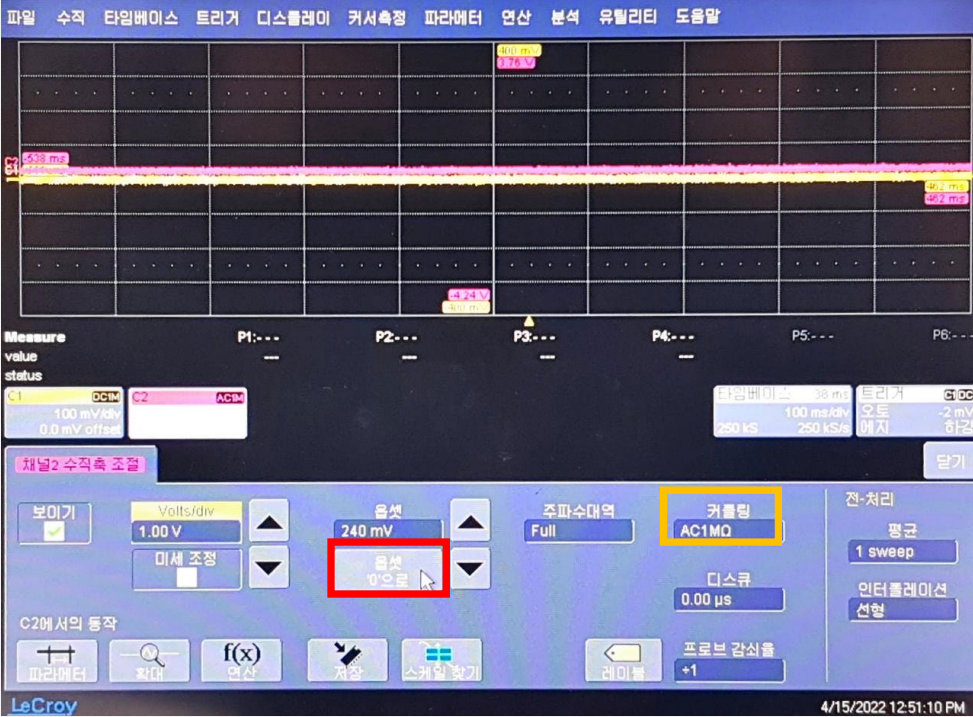 파일 수직 타임베이스 트리거 디스플레이 커서측정 파라메터 연산 분석 유틸리티 도움말
400 mV
3.76 V
-538 ms
462 ms
462 ms
-4.24 V
Measure P1:--- P2:--- P3:--- P4:--- P5:--- P6:---
value --- --- --- ---
status
C1 DC1M
100 mV/div
0.0 mV offset
C2 AC1M
타임베이스 38 ms
100 ms/div
250 kS 250 kS/s
트리거 C1 DC
오토 -2 mV
에지 하강
채널2 수직축 조절
닫기
보이기
Volts/div
1.00 V
미세 조정
옵셋
240 mV
옵셋
'0'으로
주파수대역
Full
커플링
AC1MΩ
디스큐
0.00 µs
전-처리
평균
1 sweep
인터폴레이션
선형
C2에서의 동작
파라메터
확대
f(x)
연산
저장
스케일 찾기
레이블
프로브 감쇠율
÷1
LeCroy
4/15/2022 12:51:10 PM